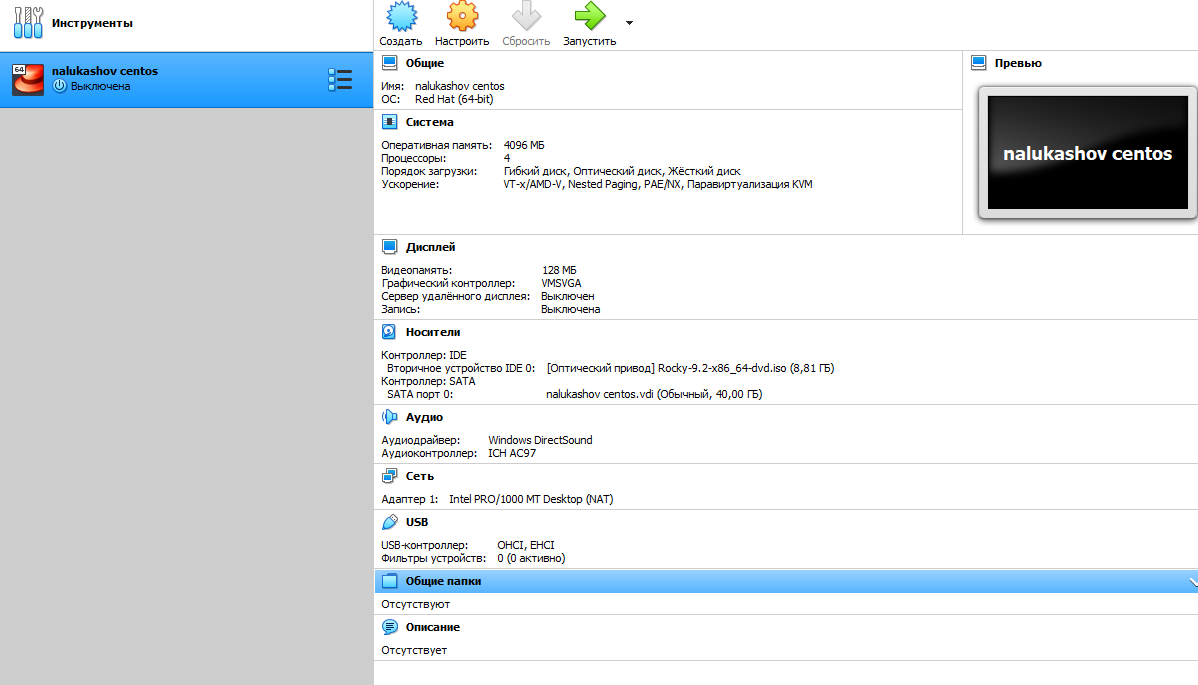 Инструменты
64
nalukashov centos
Выключена
Создать Настроить Сбросить Запустить
Общие
Имя: nalukashov centos
ОС: Red Hat (64-bit)
Превью
nalukashov centos
Система
Оперативная память: 4096 МБ
Процессоры: 4
Порядок загрузки: Гибкий диск, Оптический диск, Жёсткий диск
Ускорение: VT-x/AMD-V, Nested Paging, PAE/NX, Паравиртуализация KVM
Дисплей
Видеопамять: 128 МБ
Графический контроллер: VMSVGA
Сервер удалённого дисплея: Выключен
Запись: Выключена
Носители
Контроллер: IDE
Вторичное устройство IDE 0: [Оптический привод] Rocky-9.2-x86_64-dvd.iso (8,81 ГБ)
Контроллер: SATA
SATA порт 0: nalukashov centos.vdi (Обычный, 40,00 ГБ)
Аудио
Аудиодрайвер: Windows DirectSound
Аудиоконтроллер: ICH AC97
Сеть
Адаптер 1: Intel PRO/1000 MT Desktop (NAT)
USB
USB-контроллер: OHCI, EHCI
Фильтры устройств: 0 (0 активно)
Общие папки
Отсутствуют
Описание
Отсутствует